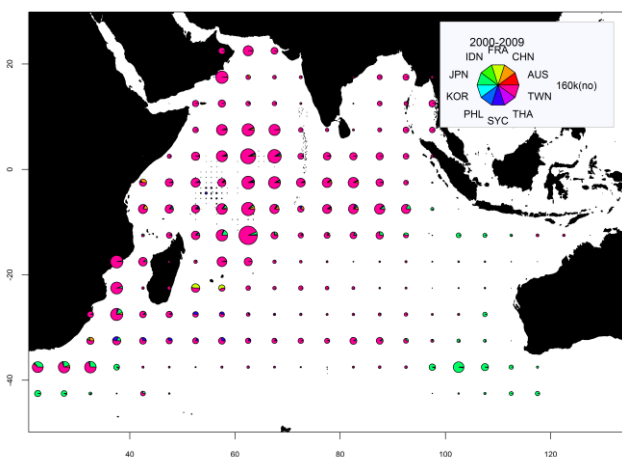 2000-2009
FRA
IDN CHN
JPN AUS
160k(no)
KOR TWN
PHL THA
SYC
20
0
-20
-40
40 60 80 100 120